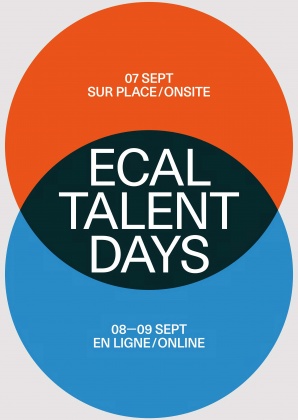 07 SEPT
SUR PLACE/ONSITE
ECAL
TALENT
DAYS
08—09 SEPT
EN LIGNE/ONLINE